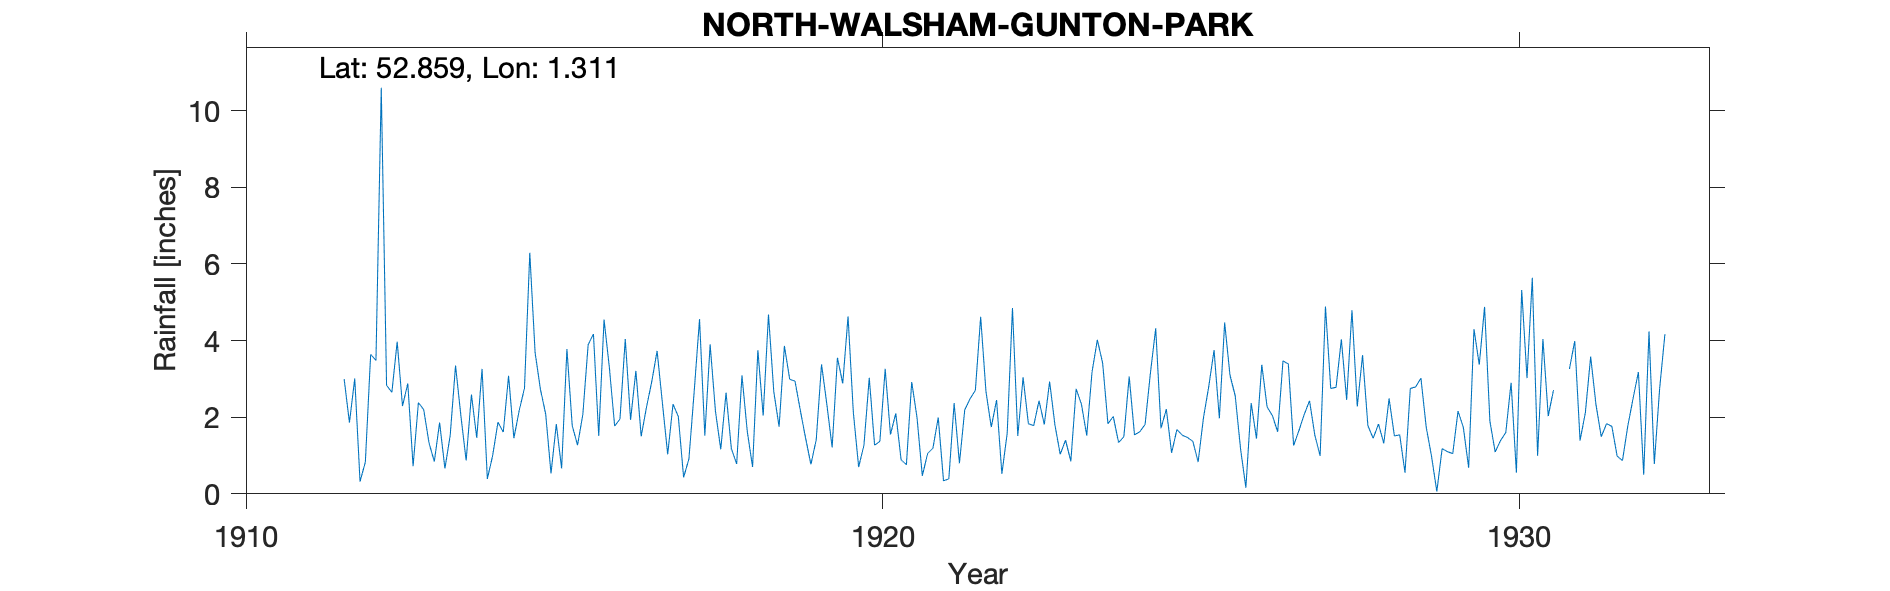 NORTH-WALSHAM-GUNTON-PARK
Lat: 52.859, Lon: 1.311
10
8
6
4
2
0
Rainfall [inches]
1910 1920 1930
Year